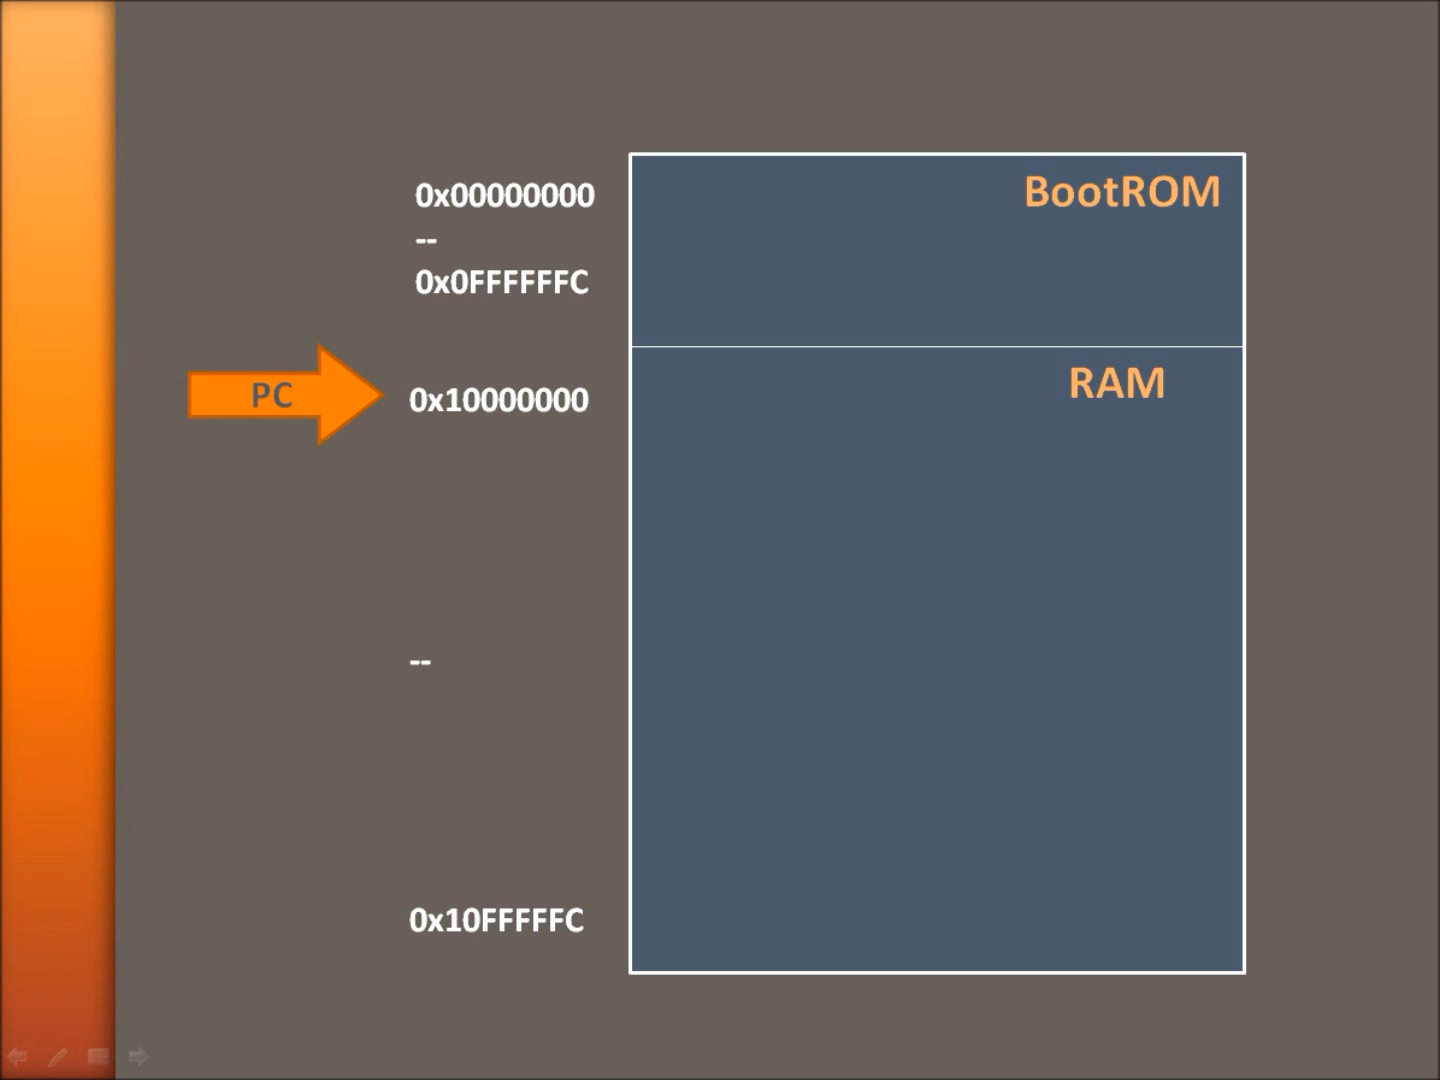 0x00000000
BootROM
--
0x0FFFFFFC
PC
0x10000000
RAM
--
0x10FFFFFC